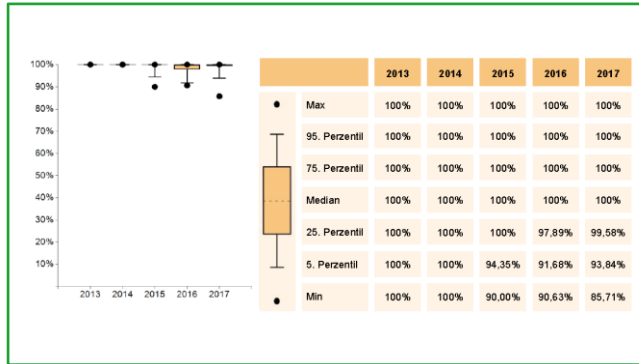 100%
90%
80%
70%
60%
50%
40%
30%
20%
10%
2013 2014 2015 2016 2017
2013 2014 2015 2016 2017
Max 100% 100% 100% 100% 100%
95. Perzentil 100% 100% 100% 100% 100%
75. Perzentil 100% 100% 100% 100% 100%
Median 100% 100% 100% 100% 100%
25. Perzentil 100% 100% 100% 97,89% 99,58%
5. Perzentil 100% 100% 94,35% 91,68% 93,84%
Min 100% 100% 90,00% 90,63% 85,71%